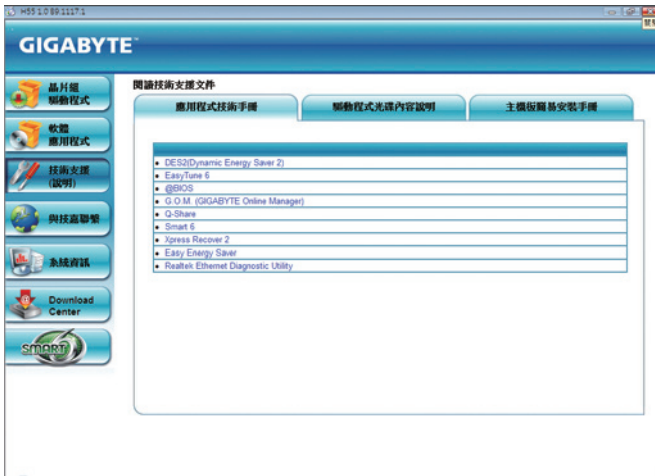 H55 1.0 B9.1117.1
GIGABYTE™
晶片組
驅動程式
軟體
應用程式
技術支援
(說明)
與技嘉聯繫
系統資訊
Download
Center
SMART 6
閱讀技術支援文件
應用程式技術手冊
驅動程式光碟內容說明
主機板簡易安裝手冊
• DES2(Dynamic Energy Saver 2)
• EasyTune 6
• @BIOS
• G.O.M. (GIGABYTE Online Manager)
• Q-Share
• Smart 6
• Xpress Recover 2
• Easy Energy Saver
• Realtek Ethernet Diagnostic Utility